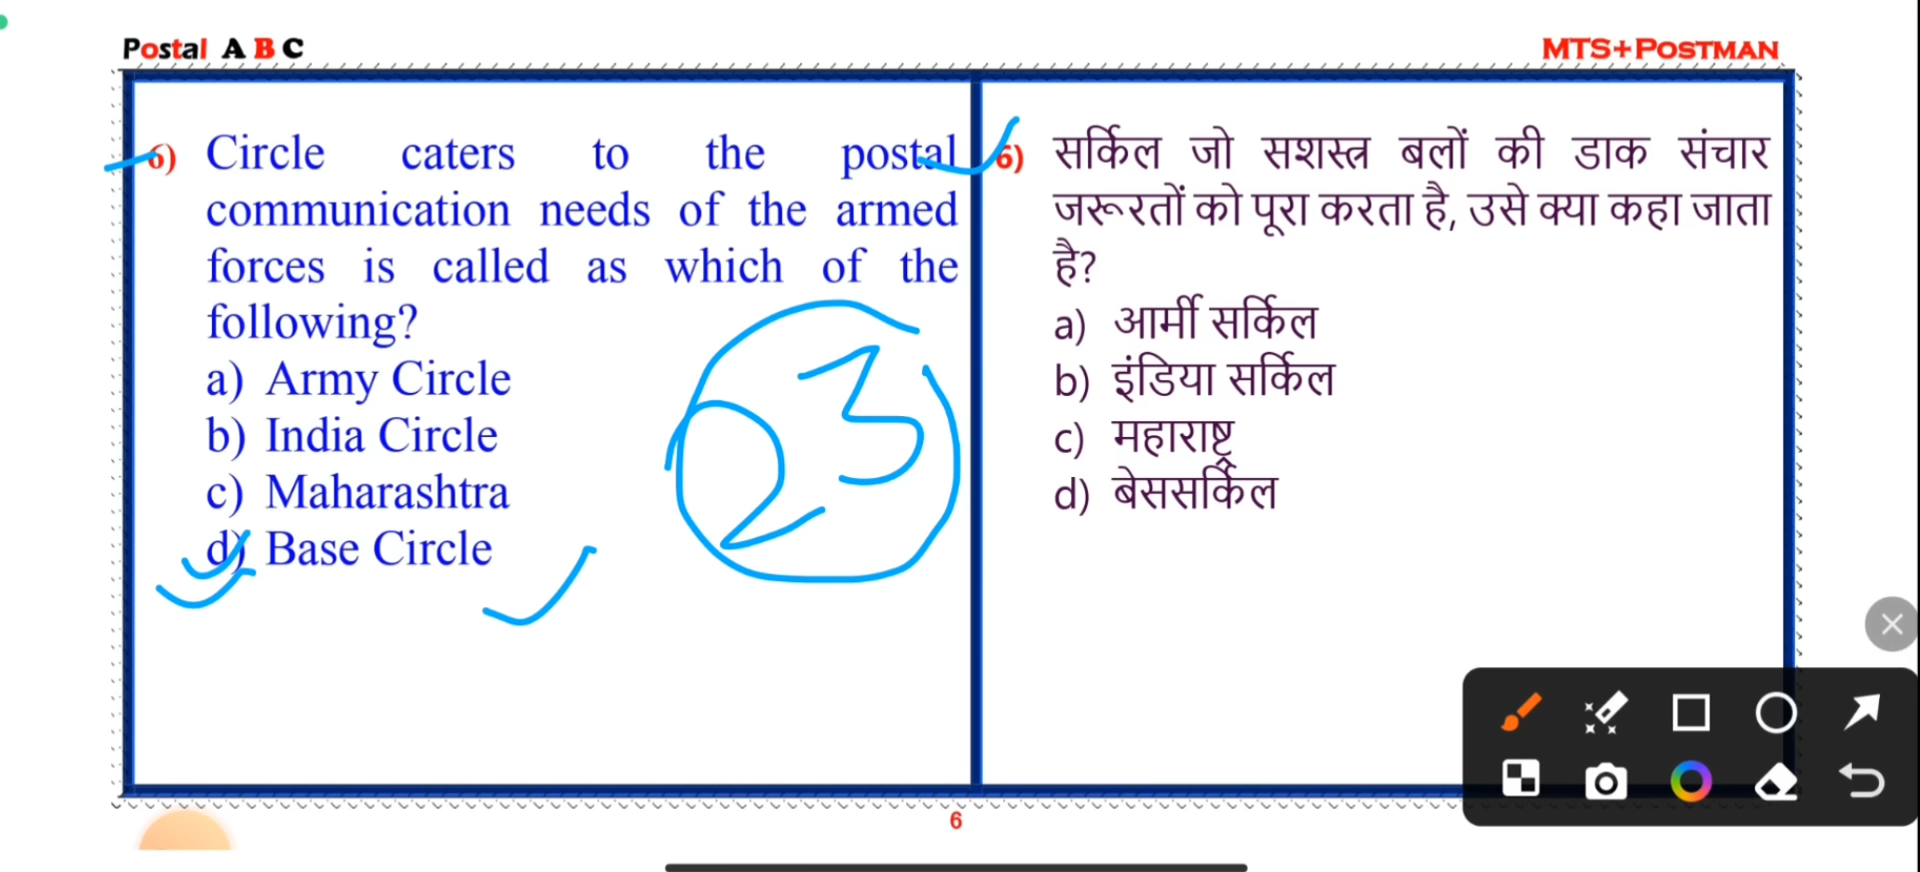 Postal A B C
MTS+POSTMAN
6) Circle caters to the postal
communication needs of the armed
forces is called as which of the
following?
a) Army Circle
b) India Circle
c) Maharashtra
d) Base Circle
23
6) सर्किल जो सशस्त्र बलों की डाक संचार
जरूरतों को पूरा करता है, उसे क्या कहा जाता
है?
a) आर्मी सर्किल
b) इंडिया सर्किल
c) महाराष्ट्र
d) बेससर्किल
6